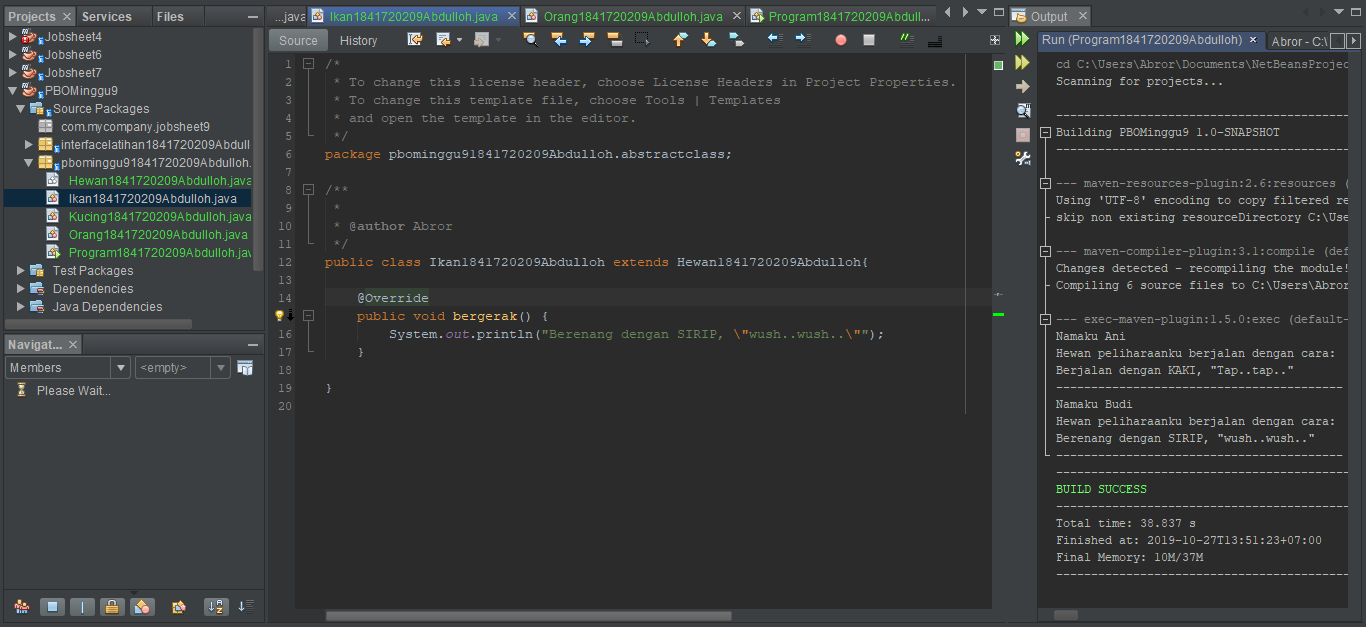 Projects
Services
Files
Jobsheet4
Jobsheet6
Jobsheet7
PBOMinggu9
Source Packages
com.mycompany.jobsheet9
interfacelatihan1841720209Abdull
pbominggu91841720209Abdulloh.
Hewan1841720209Abdulloh.java
Ikan1841720209Abdulloh.java
Kucing1841720209Abdulloh.java
Orang1841720209Abdulloh.java
Program1841720209Abdulloh.jav
Test Packages
Dependencies
Java Dependencies
Navigat...
Members
<empty>
Please Wait...
...java
Ikan1841720209Abdulloh.java
Orang1841720209Abdulloh.java
Program1841720209Abdull...
Source
History
1 /*
2 * To change this license header, choose License Headers in Project Properties.
3 * To change this template file, choose Tools | Templates
4 * and open the template in the editor.
5 */
6 package pbominggu91841720209Abdulloh.abstractclass;
7
8 /**
9 *
10 * @author Abror
11 */
12 public class Ikan1841720209Abdulloh extends Hewan1841720209Abdulloh{
13
14 @Override
public void bergerak() {
16 System.out.println("Berenang dengan SIRIP, \"wush..wush..\"");
17 }
18
19 }
20
Output
Run (Program1841720209Abdulloh)
Abror - C:\
cd C:\Users\Abror\Documents\NetBeansProjec
Scanning for projects...
------------------------------------------
Building PBOMinggu9 1.0-SNAPSHOT
------------------------------------------
--- maven-resources-plugin:2.6:resources (
Using 'UTF-8' encoding to copy filtered re
skip non existing resourceDirectory C:\Use
--- maven-compiler-plugin:3.1:compile (def
Changes detected - recompiling the module!
Compiling 6 source files to C:\Users\Abror
--- exec-maven-plugin:1.5.0:exec (default-
Namaku Ani
Hewan peliharaanku berjalan dengan cara:
Berjalan dengan KAKI, "Tap..tap.."
-----------------------------------------
Namaku Budi
Hewan peliharaanku berjalan dengan cara:
Berenang dengan SIRIP, "wush..wush.."
-----------------------------------------
------------------------------------------
BUILD SUCCESS
------------------------------------------
Total time: 38.837 s
Finished at: 2019-10-27T13:51:23+07:00
Final Memory: 10M/37M
------------------------------------------